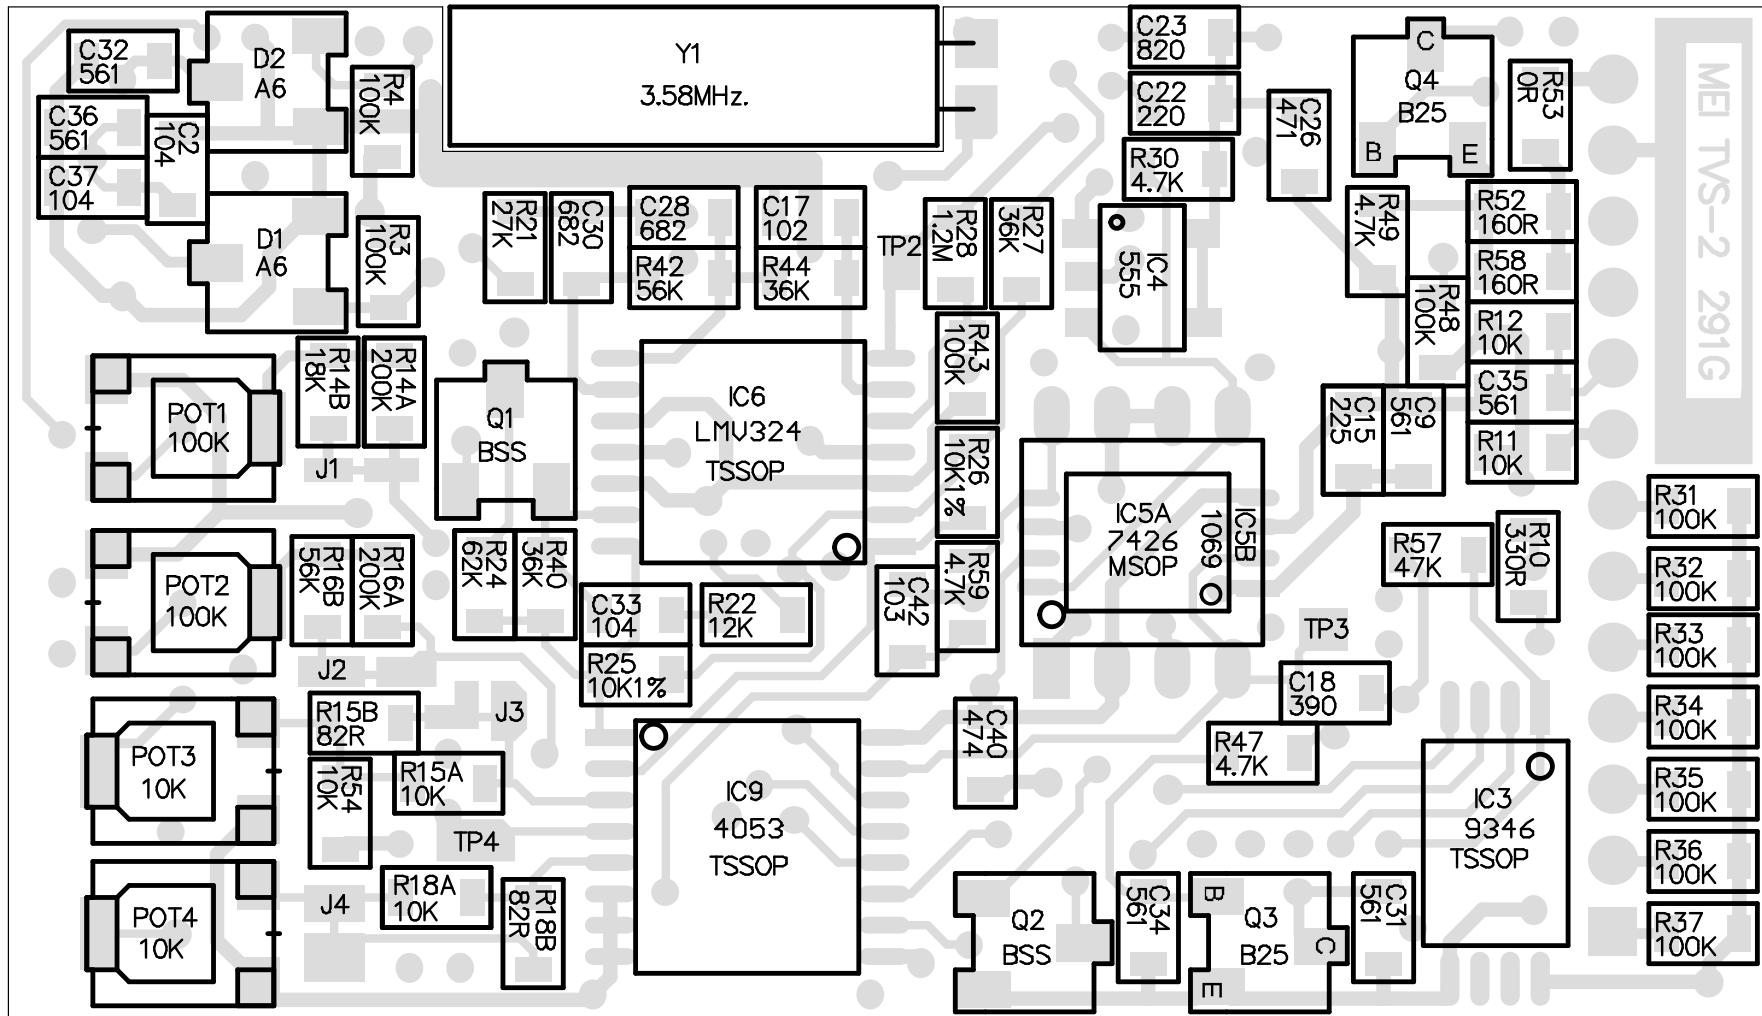 C32
561
D2
A6
R4
100K
Y1
3.58MHz.
C23
820
C22
220
R30
4.7K
C26
471
C
Q4
B25
B
E
R53
0R
MEI TVS-2 291G
C36
561
C2
104
C37
104
D1
A6
R3
100K
R21
27K
C30
682
C28
682
R42
56K
C17
102
R44
36K
TP2
R28
1.2M
R27
36K
IC4
555
R49
4.7K
R48
100K
R52
160R
R58
160R
R12
10K
C35
561
R11
10K
POT1
100K
R14B
18K
R14A
200K
J1
Q1
BSS
IC6
LMV324
TSSOP
R43
100K
R26
10K1%
C15
225
C9
561
IC5A
7426
MSOP
1069
IC5B
R57
47K
R10
330R
R31
100K
R32
100K
R33
100K
R34
100K
R35
100K
R36
100K
R37
100K
POT2
100K
R16B
56K
R16A
200K
J2
R24
62K
R40
36K
C33
104
R25
10K1%
R22
12K
C42
103
R59
4.7K
TP3
C18
390
R47
4.7K
POT3
10K
R15B
82R
J3
R54
10K
R15A
10K
TP4
IC9
4053
TSSOP
C40
474
IC3
9346
TSSOP
POT4
10K
J4
R18A
10K
R18B
82R
Q2
BSS
C34
561
B
Q3
B25
C
E
C31
561